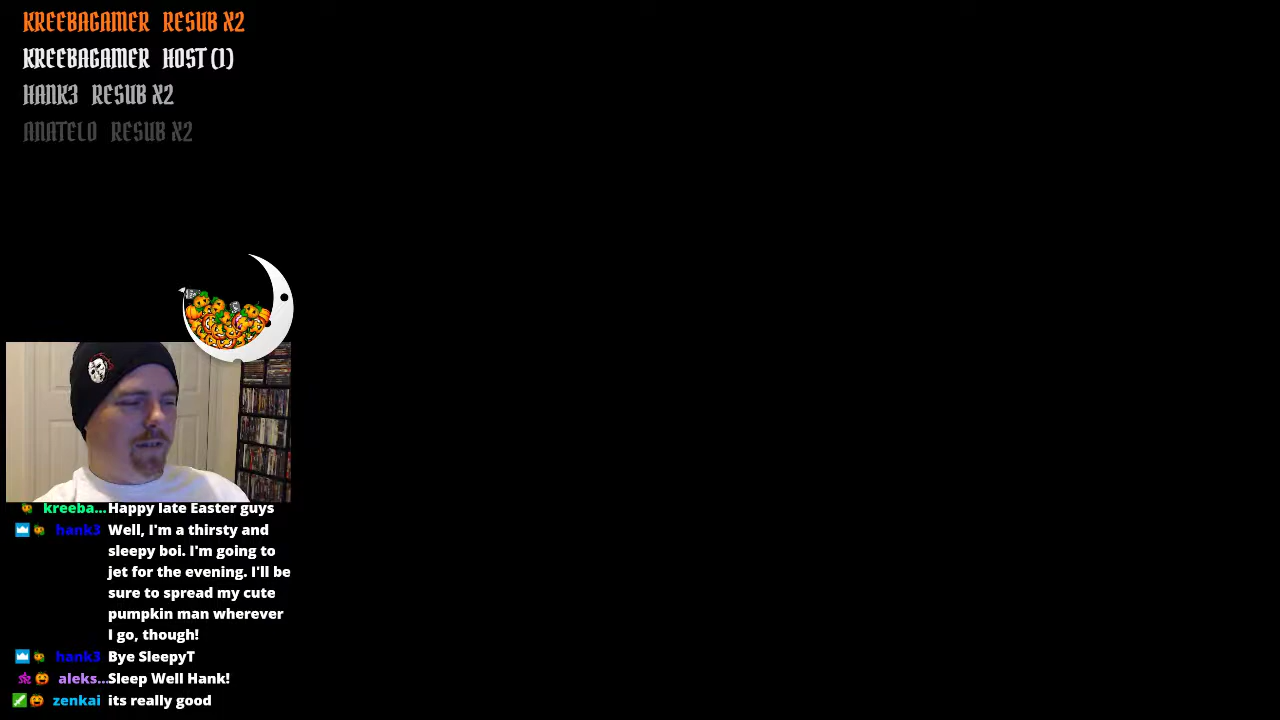 KREEBAGAMER RESUB X2
KREEBAGAMER HOST (1)
HANK3 RESUB X2
ANATELO RESUB X2
kreeba... Happy late Easter guys
hank3 Well, I'm a thirsty and
sleepy boi. I'm going to
jet for the evening. I'll be
sure to spread my cute
pumpkin man wherever
I go, though!
hank3 Bye SleepyT
aleks... Sleep Well Hank!
zenkai its really good